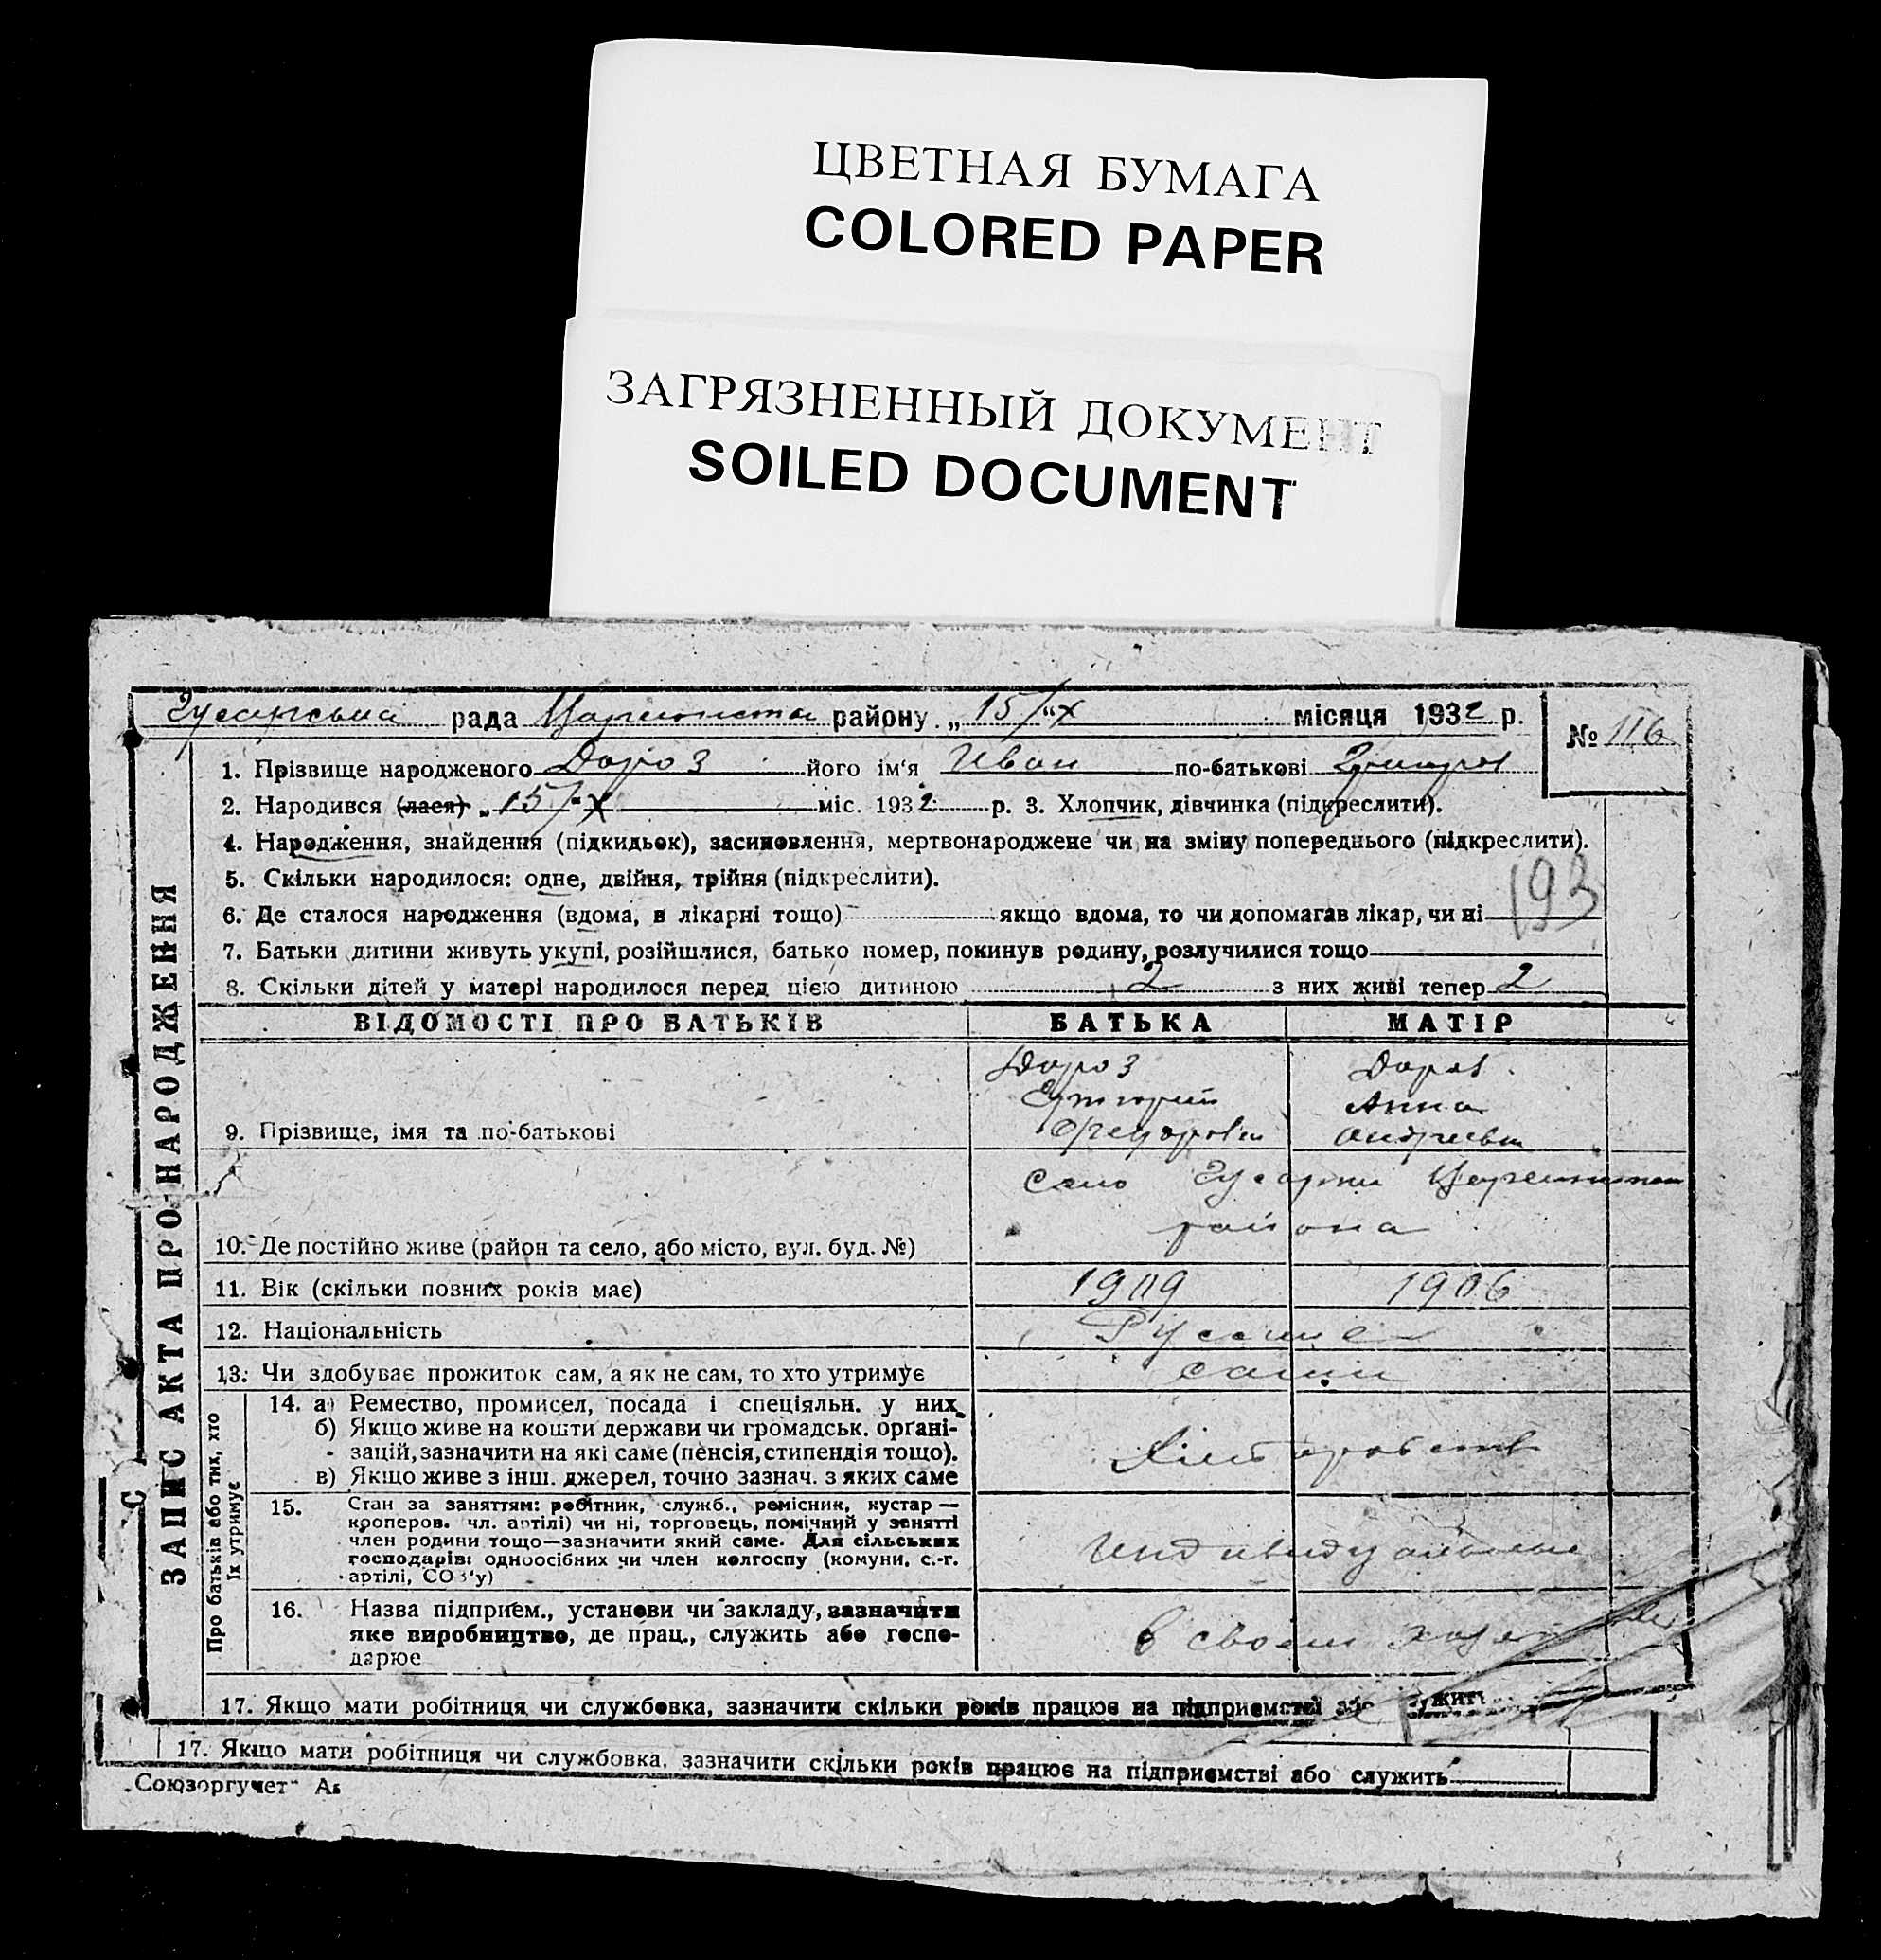 ЦВЕТНАЯ БУМАГА
COLORED PAPER
ЗАГРЯЗНЕННЫЙ ДОКУМЕНТ
SOILED DOCUMENT
рада району „15/“X місяця 1932 р.
№ 116
1. Прізвище народженого Дороз його ім‘я Иван по-батькові
2. Народився (лася) „15/“ X міс. 1932 р. 3. Хлопчик, дівчинка (підкреслити).
4. Народження, знайдення (підкидьок), засиновлення, мертвонароджене чи на зміну попереднього (підкреслити).
5. Скільки народилося: одне, двійня, трійня (підкреслити).
193
6. Де сталося народження (вдома, в лікарні тощо) якщо вдома, то чи допомагав лікар, чи ні
7. Батьки дитини живуть укупі, розійшлися, батько помер, покинув родину, розлучилися тощо
8. Скільки дітей у матері народилося перед цією дитиною 2 з них живі тепер 2
ЗАПИС АКТА ПРО НАРОДЖЕННЯ
ВІДОМОСТІ ПРО БАТЬКІВ БАТЬКА МАТІР
Дороз
Анна
9. Прізвище, імя та по-батькові
Село
района
10. Де постійно живе (район та село, або місто, вул. буд. №)
11. Вік (скільки повних років має) 1909 1906
12. Національність
13. Чи здобуває прожиток сам, а як не сам, то хто утримує сами
Про батьків або тих, хто
їх утримує
14. а) Ремество, промисел, посада і спеціяльн. у них
б) Якщо живе на кошти держави чи громадськ. органі-
зацій, зазначити на які саме (пенсія, стипендія тощо).
в) Якщо живе з інш. джерел, точно зазнач. з яких саме
Хлеборобств
15. Стан за заняттям: робітник, служб., ремісник, кустар —
кооперов. чл. артілі) чи ні, торговець, помічний у занятті
член родини тощо—зазначити який саме. Для сільських
господарів: одноосібних чи член колгоспу (комуни, с.-г.
артілі, СОЗ‘у)
16. Назва підприєм., установи чи закладу, зазначити
яке виробництво, де прац., служить або госпо-
дарює
в своем
17. Якщо мати робітниця чи службовка, зазначити скільки років працює на підприємстві або
17. Якщо мати робітниця чи службовка, зазначити скільки років працює на підприємстві або служить
„Союзоргучет“